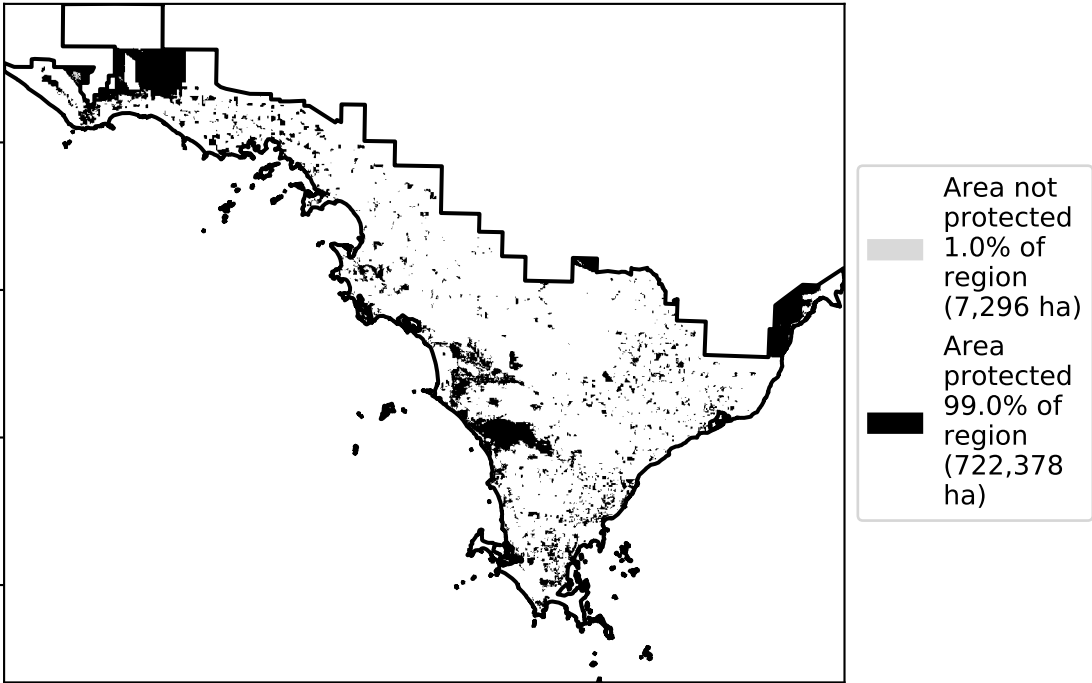 Area not
protected
1.0% of
region
(7,296 ha)
Area
protected
99.0% of
region
(722,378
ha)